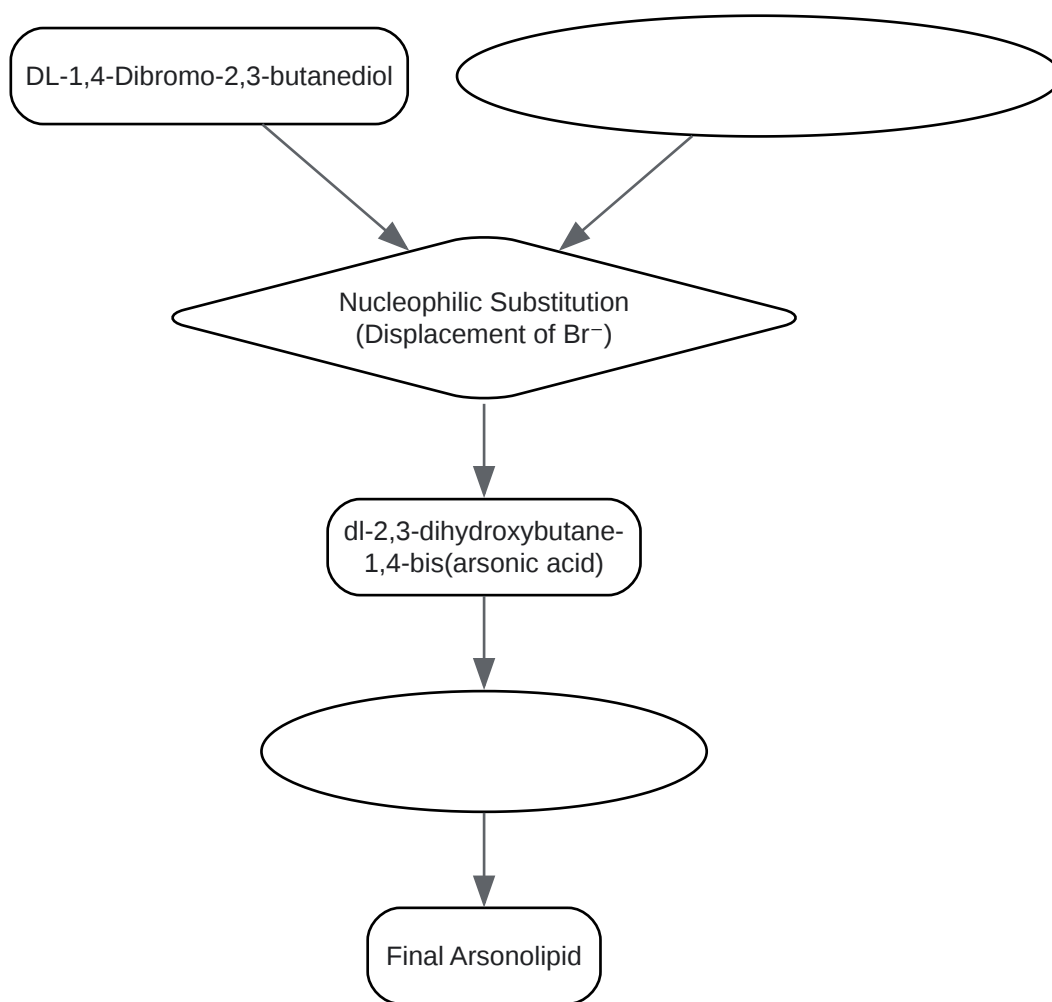 DL-1,4-Dibromo-2,3-butanediol
Nucleophilic Substitution
(Displacement of Br⁻)
dl-2,3-dihydroxybutane-
1,4-bis(arsonic acid)
Final Arsonolipid